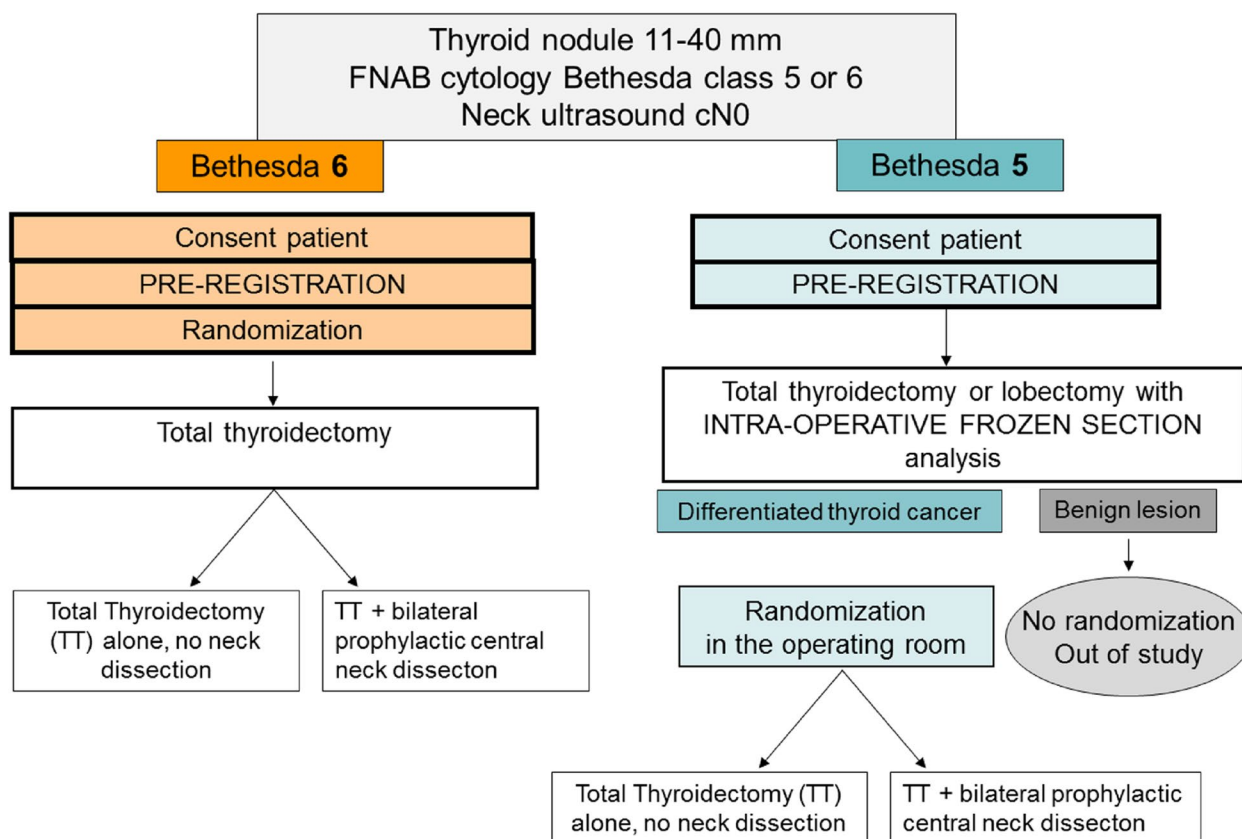 Thyroid nodule 11-40 mm
FNAB cytology Bethesda class 5 or 6
Neck ultrasound cN0
Bethesda 6
Consent patient
PRE-REGISTRATION
Randomization
Total thyroidectomy
Total Thyroidectomy
(TT) alone, no neck
dissection
TT + bilateral
prophylactic central
neck dissecton
Bethesda 5
Consent patient
PRE-REGISTRATION
Total thyroidectomy or lobectomy with
INTRA-OPERATIVE FROZEN SECTION
analysis
Differentiated thyroid cancer
Benign lesion
Randomization
in the operating room
No randomization
Out of study
Total Thyroidectomy (TT)
alone, no neck dissection
TT + bilateral prophylactic
central neck dissecton